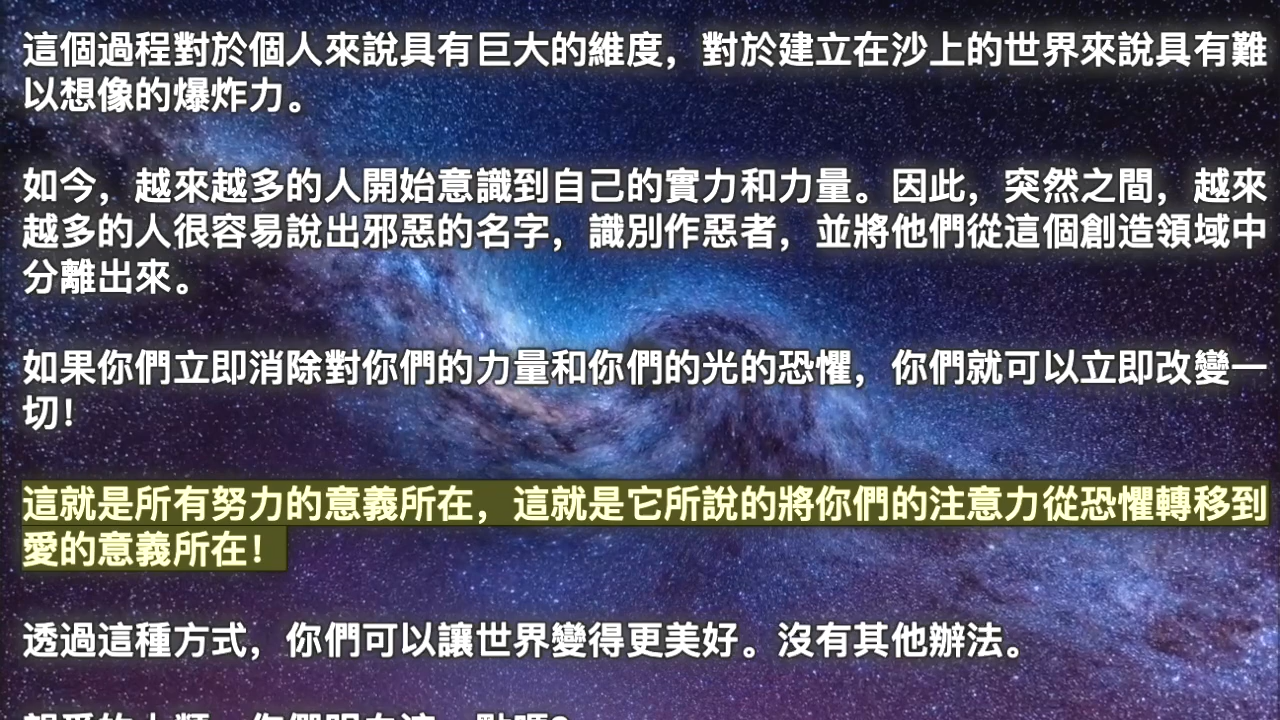 這個過程對於個人來說具有巨大的維度，對於建立在沙上的世界來說具有難
以想像的爆炸力。
如今，越來越多的人開始意識到自己的實力和力量。因此，突然之間，越來
越多的人很容易說出邪惡的名字，識別作惡者，並將他們從這個創造領域中
分離出來。
如果你們立即消除對你們的力量和你們的光的恐懼，你們就可以立即改變一
切！
這就是所有努力的意義所在，這就是它所說的將你們的注意力從恐懼轉移到
愛的意義所在！
透過這種方式，你們可以讓世界變得更美好。沒有其他辦法。